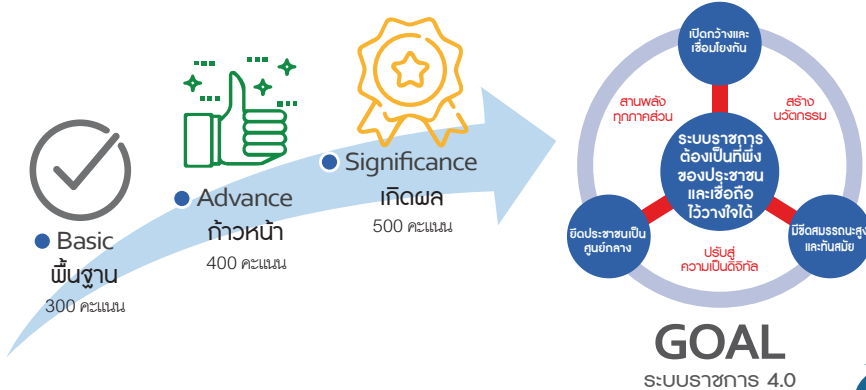 Basic
พื้นฐาน
300 คะแนน
Advance
ก้าวหน้า
400 คะแนน
Significance
เกิดผล
500 คะแนน
เปิดกว้างและ
เชื่อมโยงกัน
สานพลัง
ทุกภาคส่วน
สร้าง
นวัตกรรม
ระบบราชการ
ต้องเป็นที่พึ่ง
ของประชาชน
และเชื่อถือ
ไว้วางใจได้
ยึดประชาชนเป็น
ศูนย์กลาง
มีขีดสมรรถนะสูง
และทันสมัย
ปรับสู่
ความเป็นดิจิทัล
GOAL
ระบบราชการ 4.0